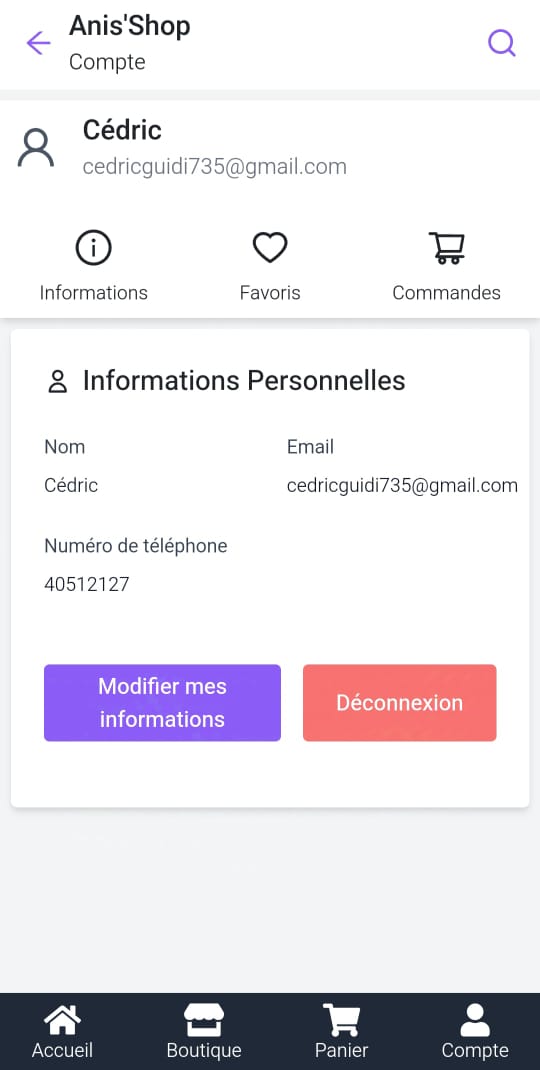 Anis'Shop
Compte
Cédric
cedricguidi735@gmail.com
Informations
Favoris
Commandes
Informations Personnelles
Nom
Email
Cédric
cedricguidi735@gmail.com
Numéro de téléphone
40512127
Modifier mes
informations
Déconnexion
Accueil
Boutique
Panier
Compte